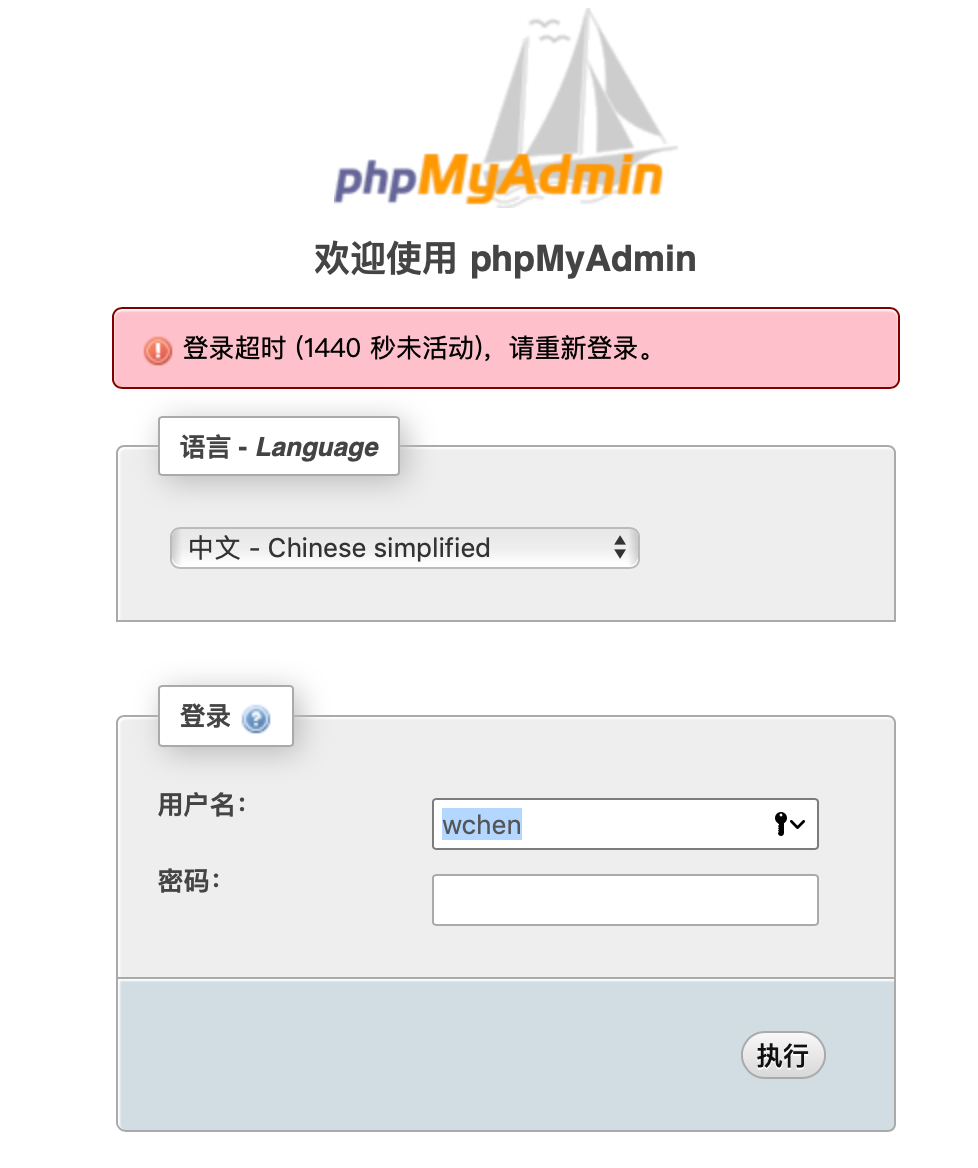 phpMyAdmin
欢迎使用 phpMyAdmin
登录超时 (1440 秒未活动)，请重新登录。
语言 - Language
中文 - Chinese simplified
登录
用户名：
wchen
密码：
执行